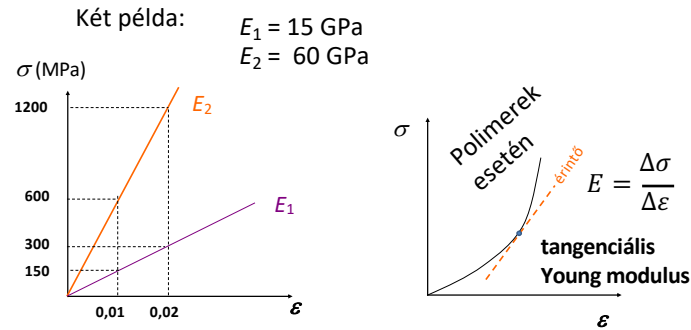 Két példa:
E₁ = 15 GPa
E₂ = 60 GPa
σ (MPa)
1200
600
300
150
0,01
0,02
ε
E₂
E₁
σ
Polimerek
esetén
érintő
E = Δσ/Δε
tangenciális
Young modulus
ε